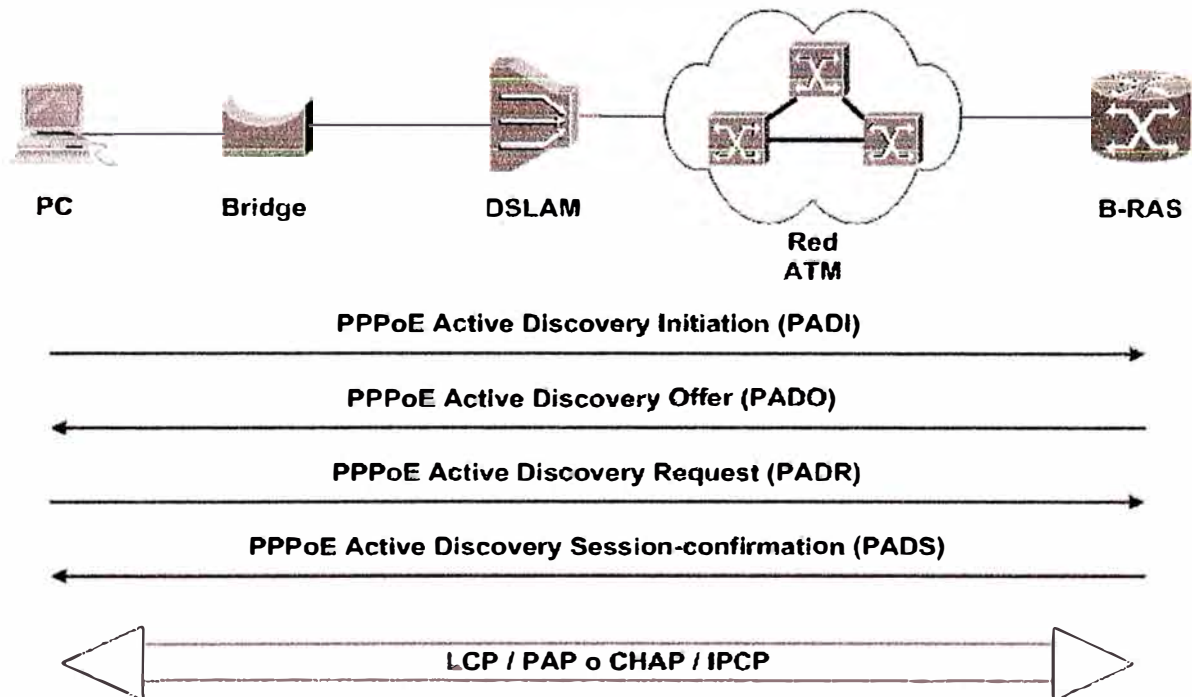 PC
Bridge
DSLAM
Red
ATM
B-RAS
PPPoE Active Discovery Initiation (PADI)
PPPoE Active Discovery Offer (PADO)
PPPoE Active Discovery Request (PADR)
PPPoE Active Discovery Session-confirmation (PADS)
LCP / PAP o CHAP / IPCP